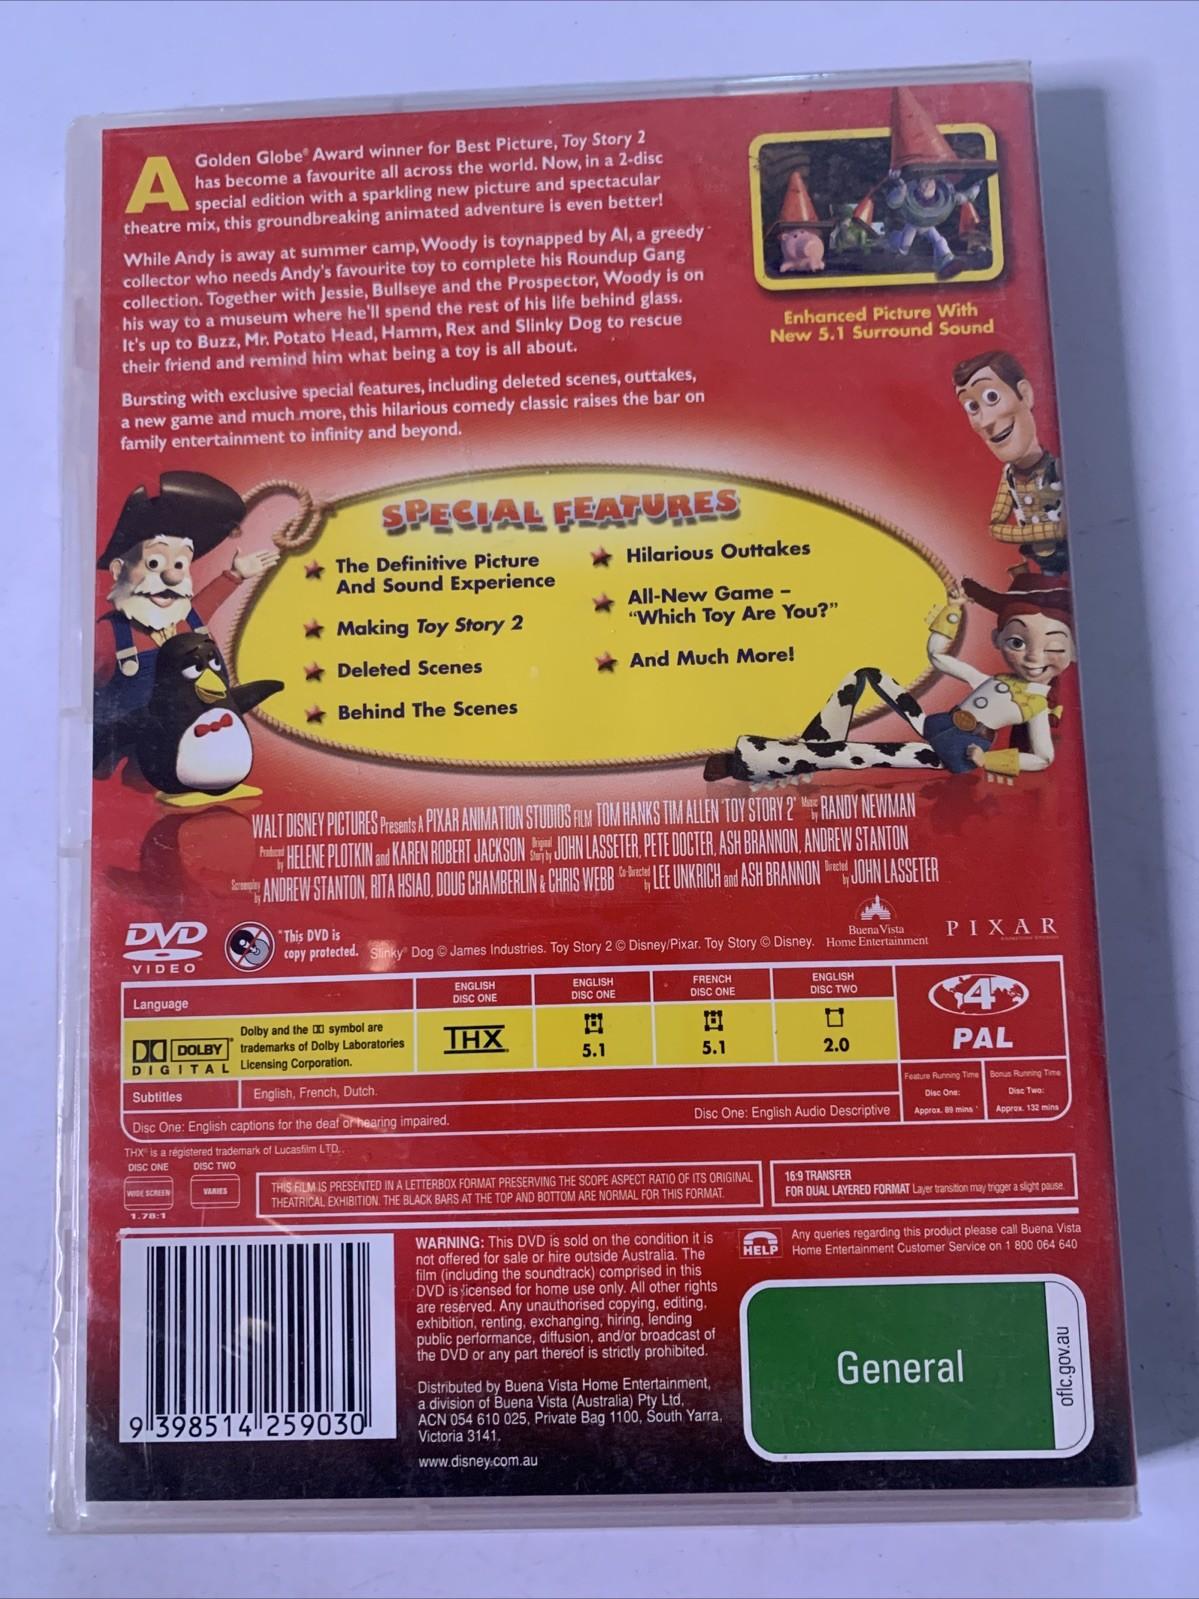 A Golden Globe® Award winner for Best Picture, Toy Story 2
has become a favourite all across the world. Now, in a 2-disc
special edition with a sparkling new picture and spectacular
theatre mix, this groundbreaking animated adventure is even better!
While Andy is away at summer camp, Woody is toynapped by Al, a greedy
collector who needs Andy's favourite toy to complete his Roundup Gang
collection. Together with Jessie, Bullseye and the Prospector, Woody is on
his way to a museum where he'll spend the rest of his life behind glass.
It's up to Buzz, Mr. Potato Head, Hamm, Rex and Slinky Dog to rescue
their friend and remind him what being a toy is all about.
Bursting with exclusive special features, including deleted scenes, outtakes,
a new game and much more, this hilarious comedy classic raises the bar on
family entertainment to infinity and beyond.
Enhanced Picture With
New 5.1 Surround Sound
SPECIAL FEATURES
The Definitive Picture
And Sound Experience
Making Toy Story 2
Deleted Scenes
Behind The Scenes
Hilarious Outtakes
All-New Game –
"Which Toy Are You?"
And Much More!
WALT DISNEY PICTURES Presents A PIXAR ANIMATION STUDIOS FILM TOM HANKS TIM ALLEN 'TOY STORY 2' Music by RANDY NEWMAN
Produced by HELENE PLOTKIN and KAREN ROBERT JACKSON Original Story by JOHN LASSETER, PETE DOCTER, ASH BRANNON, ANDREW STANTON
Screenplay by ANDREW STANTON, RITA HSIAO, DOUG CHAMBERLIN & CHRIS WEBB Co-Directed by LEE UNKRICH and ASH BRANNON Directed by JOHN LASSETER
DVD
VIDEO
*This DVD is
copy protected.
Slinky® Dog © James Industries. Toy Story 2 © Disney/Pixar. Toy Story © Disney.
Buena Vista
Home Entertainment
PIXAR
ANIMATION STUDIOS
Language
ENGLISH
DISC ONE
ENGLISH
DISC ONE
FRENCH
DISC ONE
ENGLISH
DISC TWO
DOLBY
DIGITAL
Dolby and the DD symbol are
trademarks of Dolby Laboratories
Licensing Corporation.
THX
5.1
5.1
2.0
4
PAL
Subtitles
English, French, Dutch.
Disc One: English captions for the deaf or hearing impaired.
Disc One: English Audio Descriptive
Feature Running Time
Disc One:
Approx. 89 mins
Bonus Running Time
Disc Two:
Approx. 132 mins
THX® is a registered trademark of Lucasfilm LTD.
DISC ONE
WIDE SCREEN
1.78:1
DISC TWO
VARIES
THIS FILM IS PRESENTED IN A LETTERBOX FORMAT PRESERVING THE SCOPE ASPECT RATIO OF ITS ORIGINAL
THEATRICAL EXHIBITION. THE BLACK BARS AT THE TOP AND BOTTOM ARE NORMAL FOR THIS FORMAT.
16:9 TRANSFER
FOR DUAL LAYERED FORMAT Layer transition may trigger a slight pause.
9 398514 259030
WARNING: This DVD is sold on the condition it is
not offered for sale or hire outside Australia. The
film (including the soundtrack) comprised in this
DVD is licensed for home use only. All other rights
are reserved. Any unauthorised copying, editing,
exhibition, renting, exchanging, hiring, lending
public performance, diffusion, and/or broadcast of
the DVD or any part thereof is strictly prohibited.
Distributed by Buena Vista Home Entertainment,
a division of Buena Vista (Australia) Pty Ltd,
ACN 054 610 025, Private Bag 1100, South Yarra,
Victoria 3141.
www.disney.com.au
HELP
Any queries regarding this product please call Buena Vista
Home Entertainment Customer Service on 1 800 064 640
General
oflc.gov.au